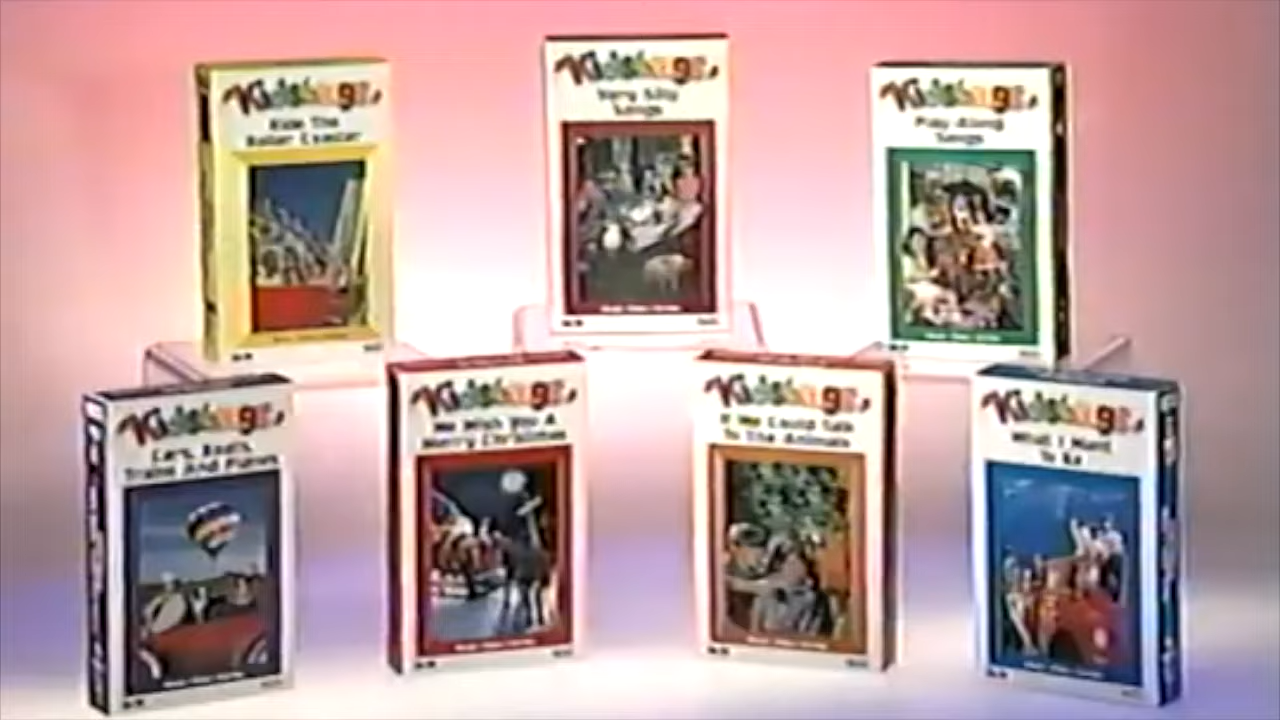 Kidsongs
Ride The
Roller Coaster
Kidsongs
Very Silly
Songs
Kidsongs
Play-Along
Songs
Kidsongs
Cars, Boats,
Trains And Planes
Kidsongs
We Wish You A
Merry Christmas
Kidsongs
If We Could Talk
To The Animals
Kidsongs
What I Want
To Be